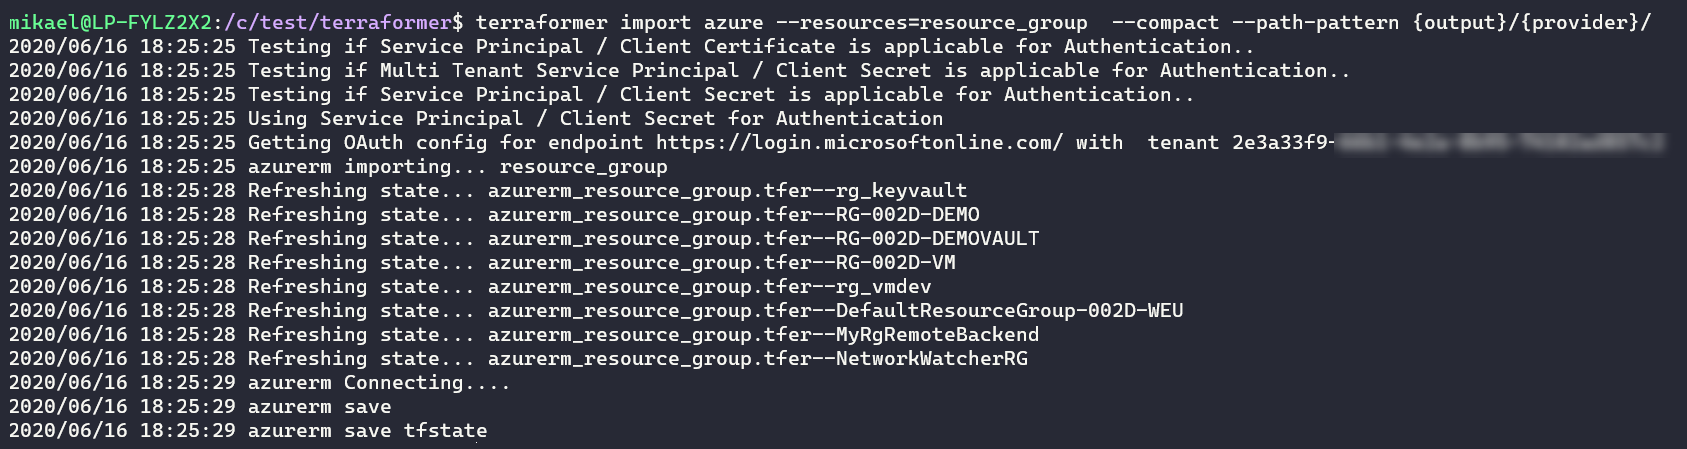 mikael@LP-FYLZ2X2:/c/test/terraformer$ terraformer import azure --resources=resource_group  --compact --path-pattern {output}/{provider}/
2020/06/16 18:25:25 Testing if Service Principal / Client Certificate is applicable for Authentication..
2020/06/16 18:25:25 Testing if Multi Tenant Service Principal / Client Secret is applicable for Authentication..
2020/06/16 18:25:25 Testing if Service Principal / Client Secret is applicable for Authentication..
2020/06/16 18:25:25 Using Service Principal / Client Secret for Authentication
2020/06/16 18:25:25 Getting OAuth config for endpoint https://login.microsoftonline.com/ with  tenant 2e3a33f9-
2020/06/16 18:25:25 azurerm importing... resource_group
2020/06/16 18:25:28 Refreshing state... azurerm_resource_group.tfer--rg_keyvault
2020/06/16 18:25:28 Refreshing state... azurerm_resource_group.tfer--RG-002D-DEMO
2020/06/16 18:25:28 Refreshing state... azurerm_resource_group.tfer--RG-002D-DEMOVAULT
2020/06/16 18:25:28 Refreshing state... azurerm_resource_group.tfer--RG-002D-VM
2020/06/16 18:25:28 Refreshing state... azurerm_resource_group.tfer--rg_vmdev
2020/06/16 18:25:28 Refreshing state... azurerm_resource_group.tfer--DefaultResourceGroup-002D-WEU
2020/06/16 18:25:28 Refreshing state... azurerm_resource_group.tfer--MyRgRemoteBackend
2020/06/16 18:25:28 Refreshing state... azurerm_resource_group.tfer--NetworkWatcherRG
2020/06/16 18:25:29 azurerm Connecting....
2020/06/16 18:25:29 azurerm save
2020/06/16 18:25:29 azurerm save tfstate